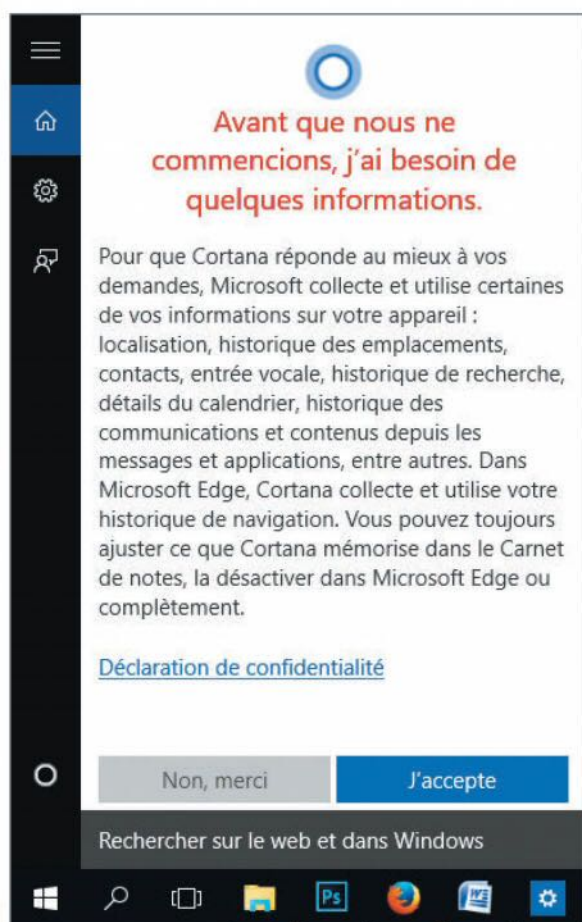 Avant que nous ne
commencions, j'ai besoin de
quelques informations.
Pour que Cortana réponde au mieux à vos
demandes, Microsoft collecte et utilise certaines
de vos informations sur votre appareil :
localisation, historique des emplacements,
contacts, entrée vocale, historique de recherche,
détails du calendrier, historique des
communications et contenus depuis les
messages et applications, entre autres. Dans
Microsoft Edge, Cortana collecte et utilise votre
historique de navigation. Vous pouvez toujours
ajuster ce que Cortana mémorise dans le Carnet
de notes, la désactiver dans Microsoft Edge ou
complètement.
Déclaration de confidentialité
Non, merci J'accepte
Rechercher sur le web et dans Windows
Ps W